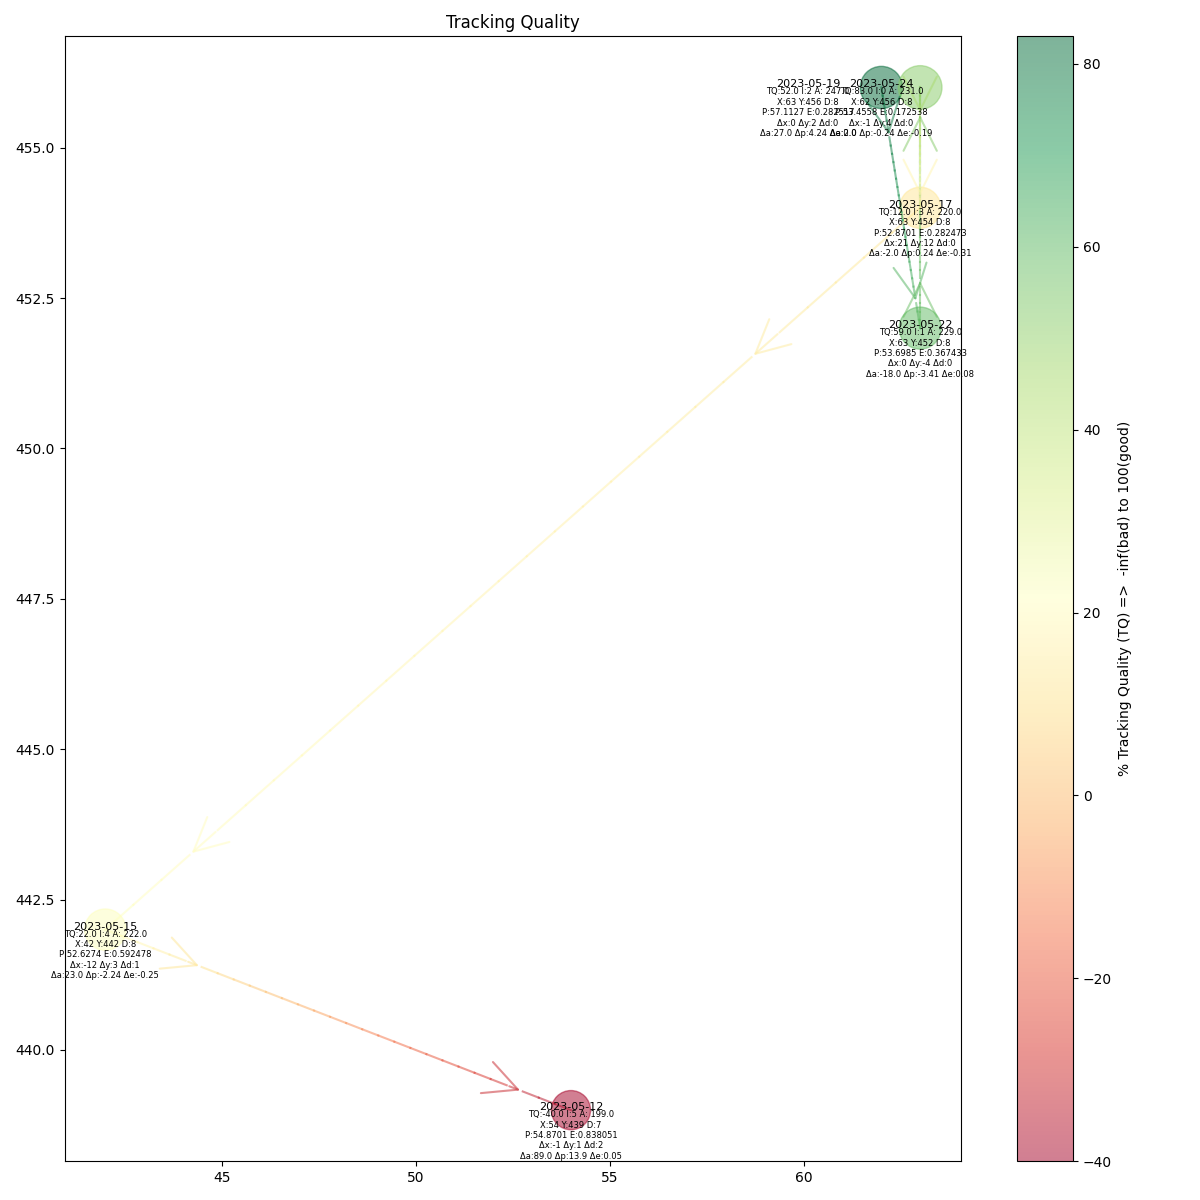 Tracking Quality
2023-05-19
2023-05-24
TQ:52.0 I:2 A: 247.0
TQ:83.0 I:0 A: 231.0
X:63 Y:456 D:8
X:62 Y:456 D:8
P:57.1127
P:53.4558 E:0.172538
Δx:0 Δy:2 Δd:0
Δx:-1 Δy:4 Δd:0
Δa:27.0 Δp:4.24
Δa:2.0 Δp:-0.24 Δe:-0.19
2023-05-17
TQ:12.0 I:3 A: 220.0
X:63 Y:454 D:8
P:52.8701 E:0.282473
Δx:21 Δy:12 Δd:0
Δa:-2.0 Δp:0.24 Δe:-0.31
2023-05-22
TQ:59.0 I:1 A: 229.0
X:63 Y:452 D:8
P:53.6985 E:0.367433
Δx:0 Δy:-4 Δd:0
Δa:-18.0 Δp:-3.41 Δe:0.08
2023-05-15
TQ:22.0 I:4 A: 222.0
X:42 Y:442 D:8
P:52.6274 E:0.592478
Δx:-12 Δy:3 Δd:1
Δa:23.0 Δp:-2.24 Δe:-0.25
2023-05-12
TQ:-40.0 I:5 A: 199.0
X:54 Y:439 D:7
P:54.8701 E:0.838051
Δx:-1 Δy:1 Δd:2
Δa:89.0 Δp:13.9 Δe:0.05
455.0
452.5
450.0
447.5
445.0
442.5
440.0
45
50
55
60
80
60
40
20
0
−20
−40
% Tracking Quality (TQ) => -inf(bad) to 100(good)